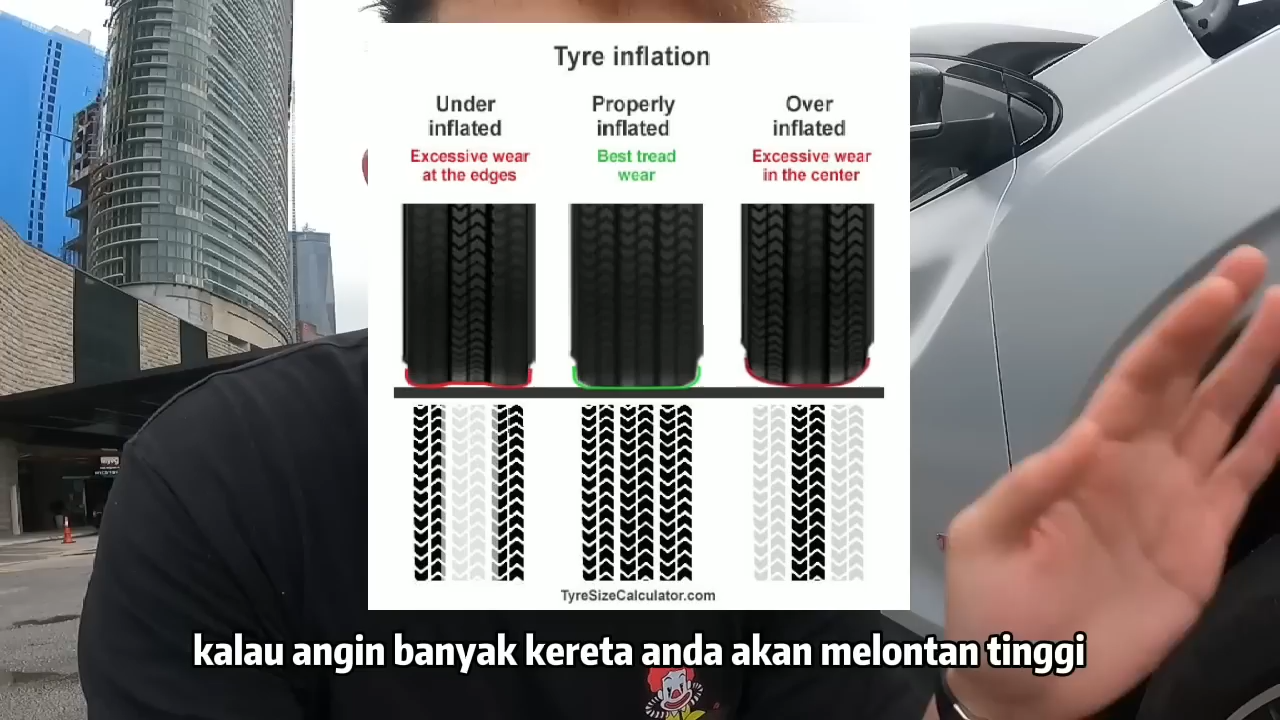 Tyre inflation
Under
inflated
Excessive wear
at the edges
Properly
inflated
Best tread
wear
Over
inflated
Excessive wear
in the center
TyreSizeCalculator.com
kalau angin banyak kereta anda akan melontan tinggi